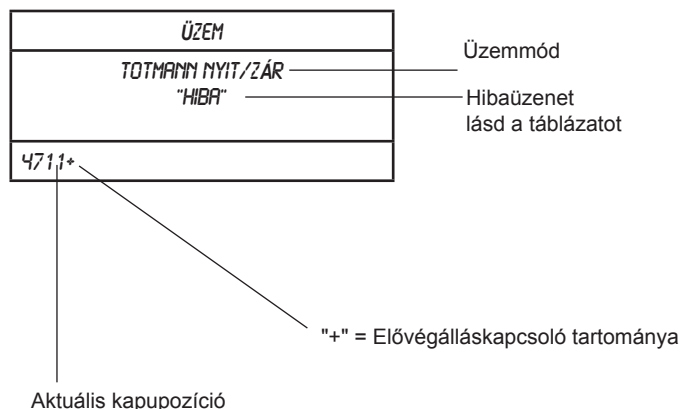 ÜZEM
TOTMANN NYIT/ZÁR
"HIBA"
4711+
Üzemmód
Hibaüzenet
lásd a táblázatot
"+" = Elővégálláskapcsoló tartománya
Aktuális kapupozíció